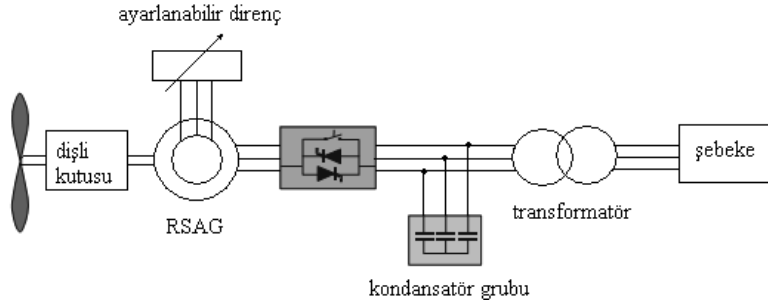 ayarlanabilir direnç
dişli
kutusu
RSAG
transformatör
şebeke
kondansatör grubu